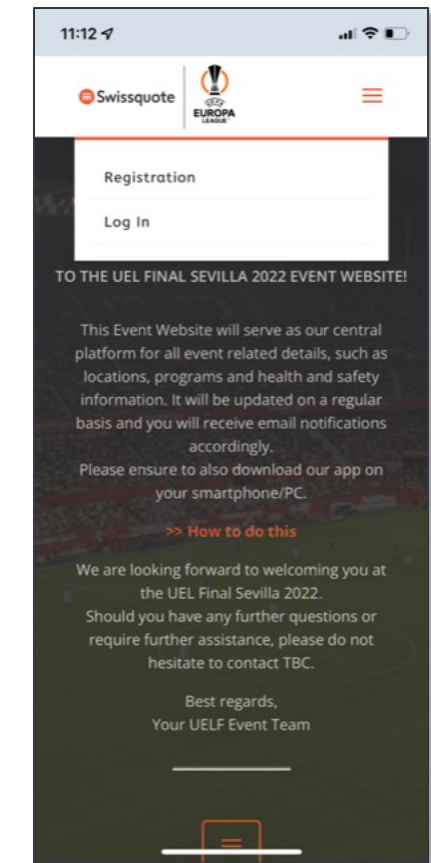 11:12
Swissquote
UEFA
EUROPA
LEAGUE™
Registration
Log In
TO THE UEL FINAL SEVILLA 2022 EVENT WEBSITE!
This Event Website will serve as our central
platform for all event related details, such as
locations, programs and health and safety
information. It will be updated on a regular
basis and you will receive email notifications
accordingly.
Please ensure to also download our app on
your smartphone/PC.
>> How to do this
We are looking forward to welcoming you at
the UEL Final Sevilla 2022.
Should you have any further questions or
require further assistance, please do not
hesitate to contact TBC.
Best regards,
Your UELF Event Team